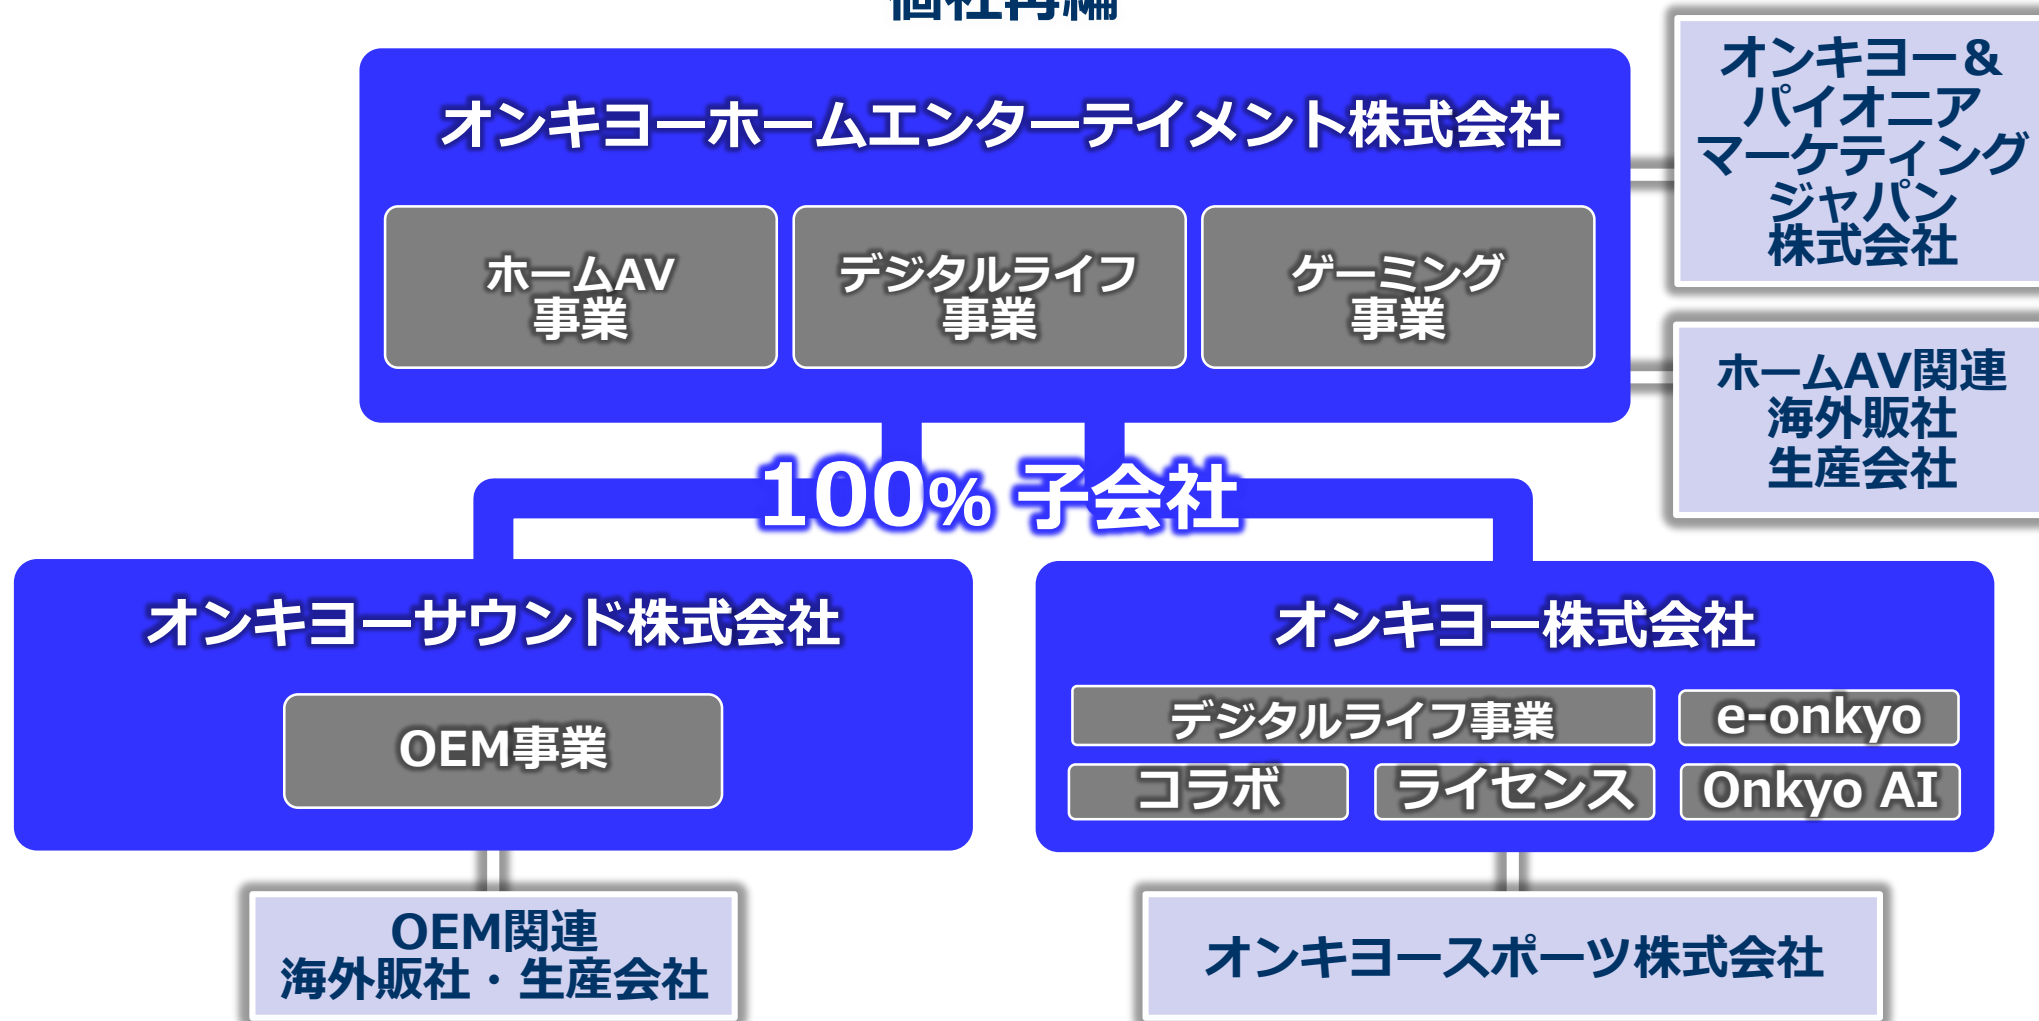 オンキヨーホームエンターテイメント株式会社
ホームAV
事業
デジタルライフ
事業
ゲーミング
事業
オンキヨー&
パイオニア
マーケティング
ジャパン
株式会社
ホームAV関連
海外販社
生産会社
100% 子会社
オンキヨーサウンド株式会社
OEM事業
OEM関連
海外販社・生産会社
オンキヨー株式会社
デジタルライフ事業
e-onkyo
コラボ
ライセンス
Onkyo AI
オンキヨースポーツ株式会社